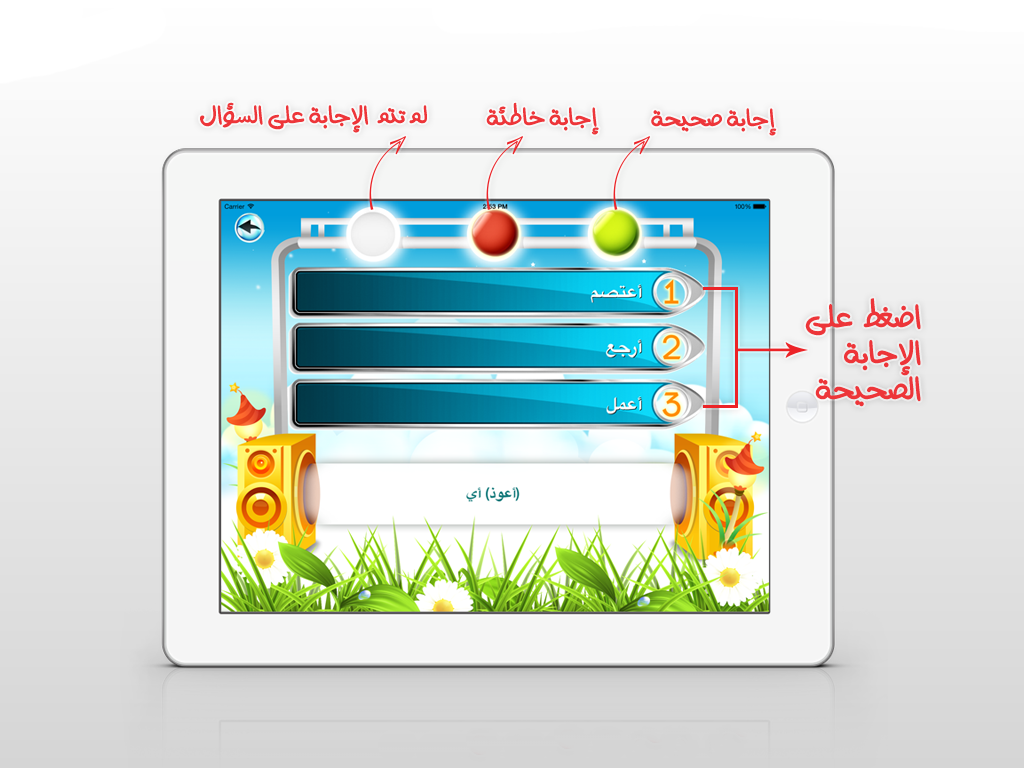 إجابة صحيحة
إجابة خاطئة
لم تتم الإجابة على السؤال
Carrier
2:53 PM
100%
1 أعتصم
2 أرجع
3 أعمل
اضغط على
الإجابة
الصحيحة
(أعوذ) أي